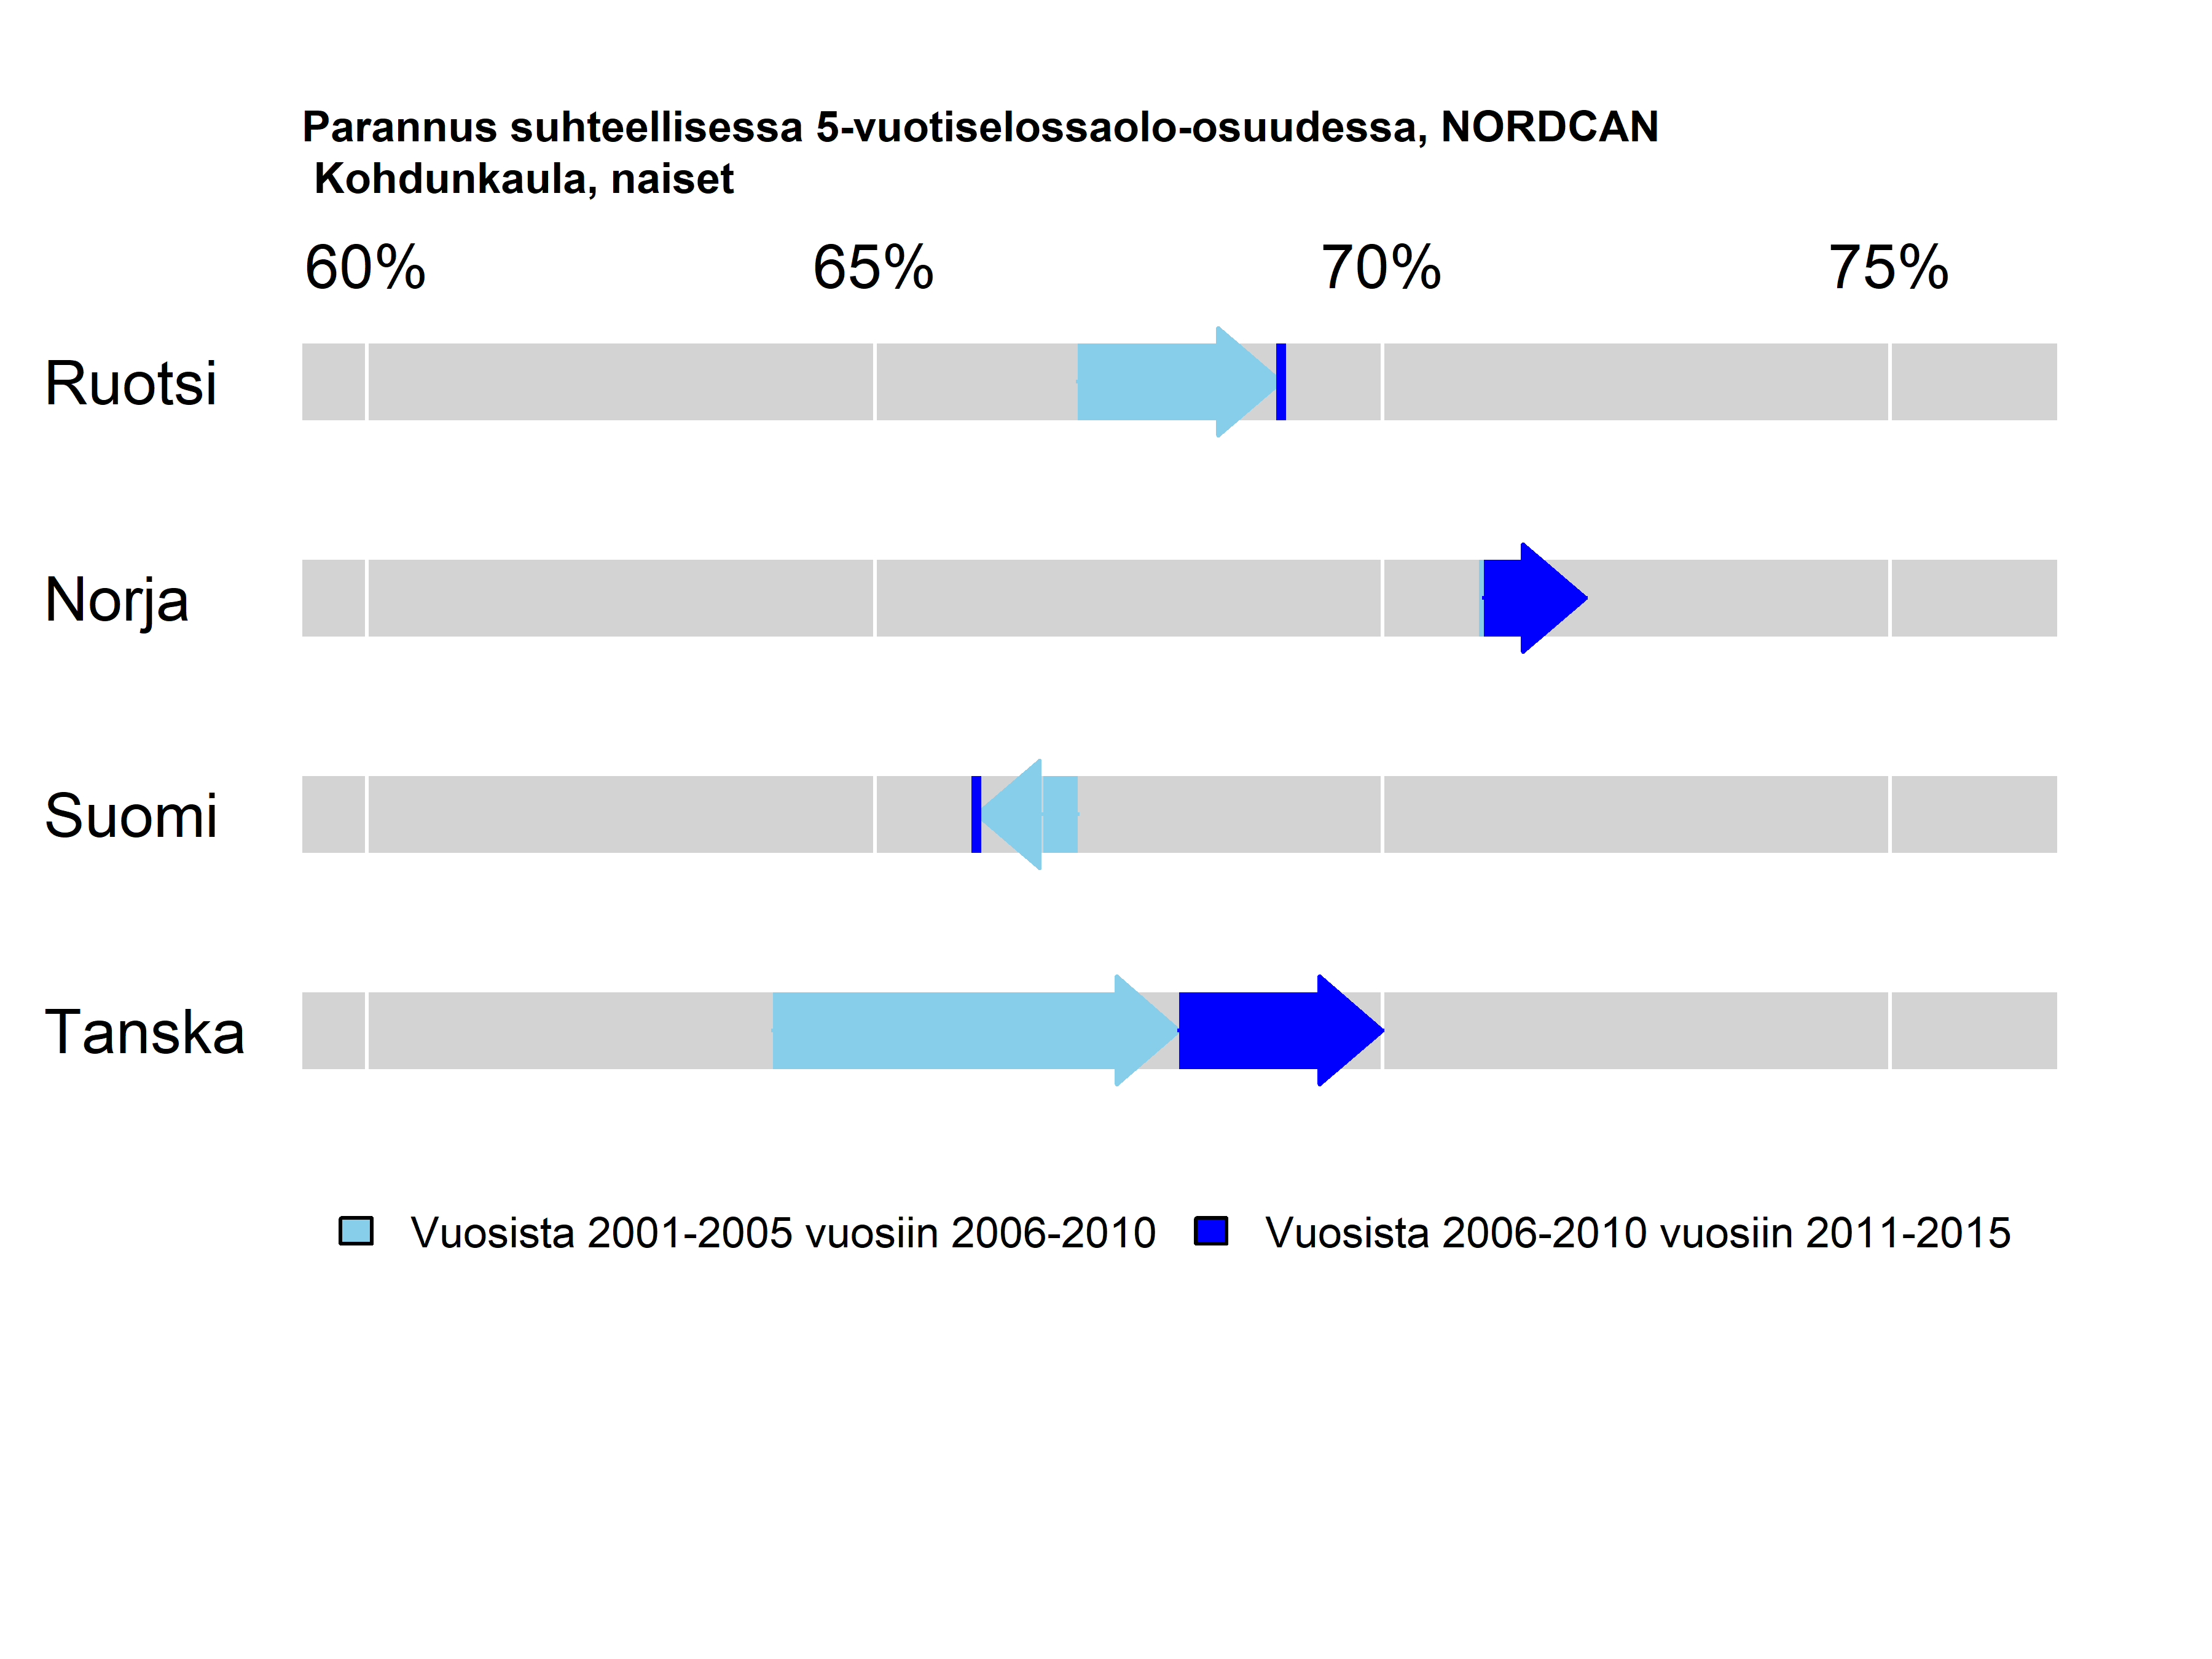 Parannus suhteellisessa 5-vuotiselossaolo-osuudessa, NORDCAN
Kohdunkaula, naiset
60% 65% 70% 75%
Ruotsi
Norja
Suomi
Tanska
Vuosista 2001-2005 vuosiin 2006-2010 Vuosista 2006-2010 vuosiin 2011-2015